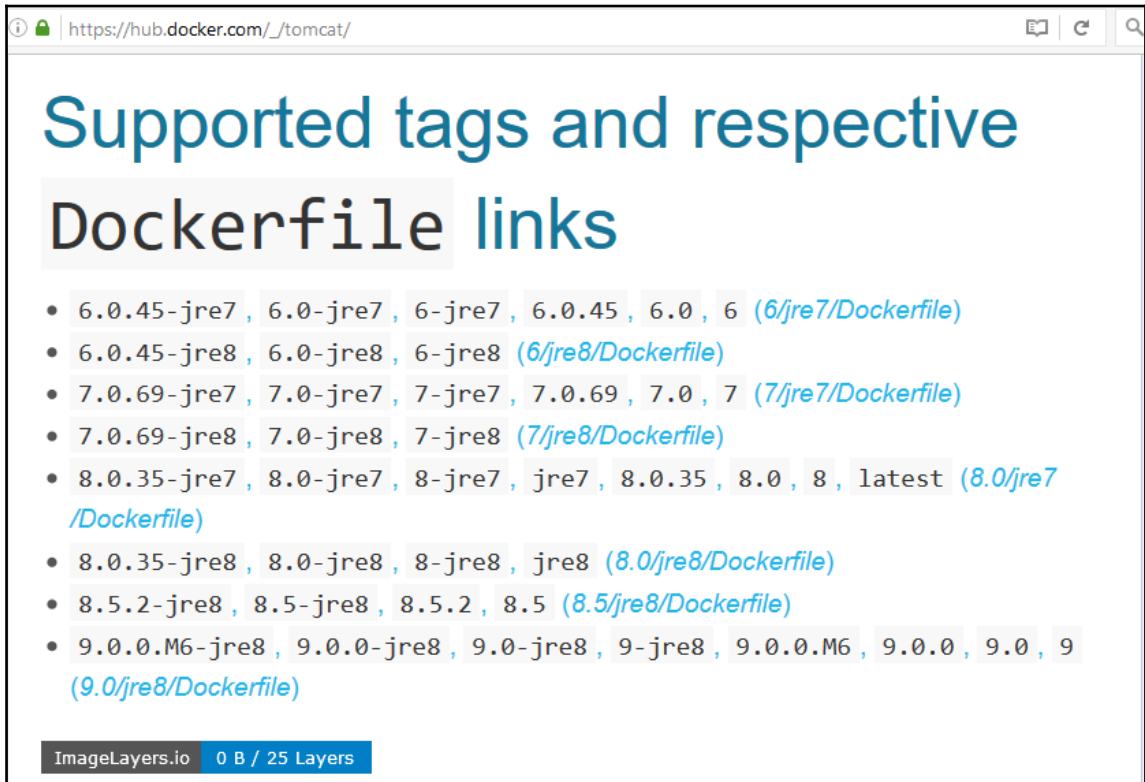 https://hub.docker.com/_/tomcat/
Supported tags and respective
Dockerfile links
• 6.0.45-jre7, 6.0-jre7, 6-jre7, 6.0.45, 6.0, 6 (6/jre7/Dockerfile)
• 6.0.45-jre8, 6.0-jre8, 6-jre8 (6/jre8/Dockerfile)
• 7.0.69-jre7, 7.0-jre7, 7-jre7, 7.0.69, 7.0, 7 (7/jre7/Dockerfile)
• 7.0.69-jre8, 7.0-jre8, 7-jre8 (7/jre8/Dockerfile)
• 8.0.35-jre7, 8.0-jre7, 8-jre7, jre7, 8.0.35, 8.0, 8, latest (8.0/jre7
/Dockerfile)
• 8.0.35-jre8, 8.0-jre8, 8-jre8, jre8 (8.0/jre8/Dockerfile)
• 8.5.2-jre8, 8.5-jre8, 8.5.2, 8.5 (8.5/jre8/Dockerfile)
• 9.0.0.M6-jre8, 9.0.0-jre8, 9.0-jre8, 9-jre8, 9.0.0.M6, 9.0.0, 9.0, 9
(9.0/jre8/Dockerfile)
ImageLayers.io 0 B / 25 Layers